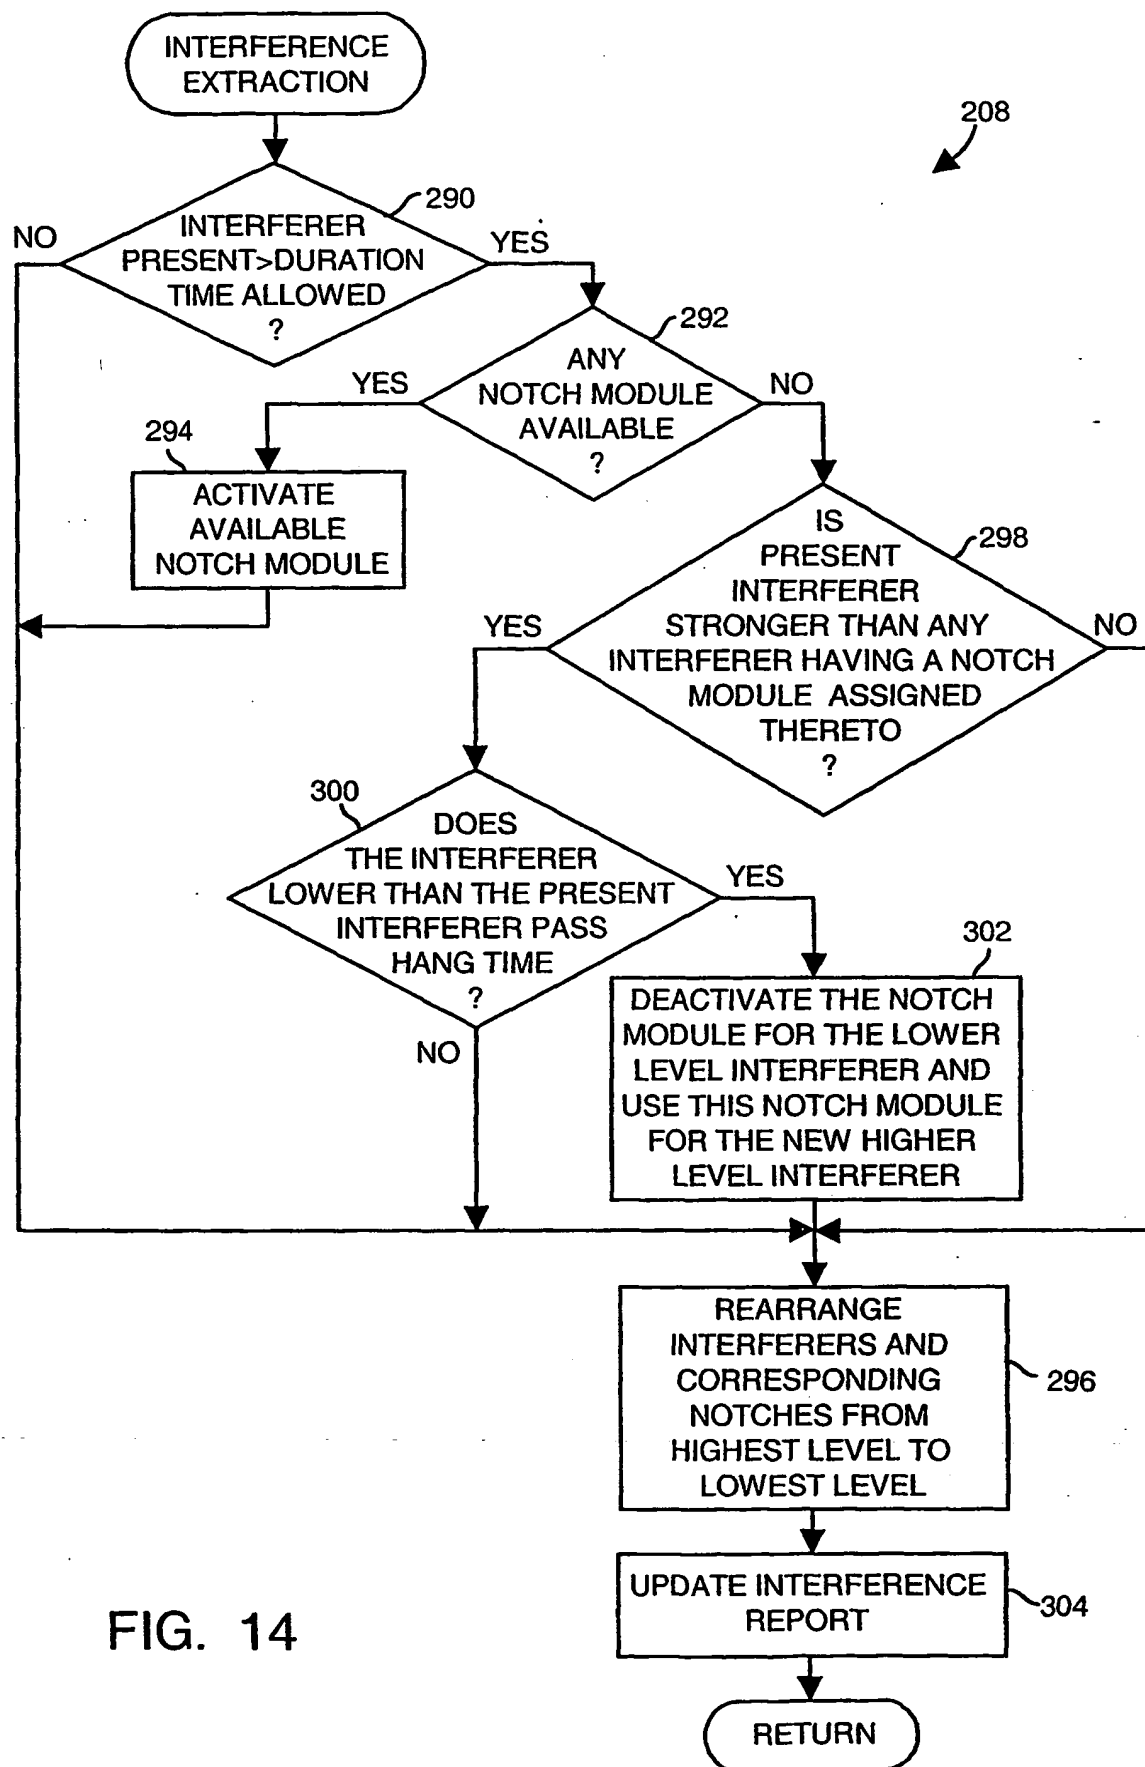 INTERFERENCE
EXTRACTION
208
290
NO
INTERFERER
PRESENT>DURATION
TIME ALLOWED
?
YES
292
ANY
NOTCH MODULE
AVAILABLE
?
YES
NO
294
ACTIVATE
AVAILABLE
NOTCH MODULE
298
IS
PRESENT
INTERFERER
STRONGER THAN ANY
INTERFERER HAVING A NOTCH
MODULE ASSIGNED
THERETO
?
YES
NO
300
DOES
THE INTERFERER
LOWER THAN THE PRESENT
INTERFERER PASS
HANG TIME
?
YES
NO
302
DEACTIVATE THE NOTCH
MODULE FOR THE LOWER
LEVEL INTERFERER AND
USE THIS NOTCH MODULE
FOR THE NEW HIGHER
LEVEL INTERFERER
REARRANGE
INTERFERERS AND
CORRESPONDING
NOTCHES FROM
HIGHEST LEVEL TO
LOWEST LEVEL
296
UPDATE INTERFERENCE
REPORT
304
RETURN
FIG. 14